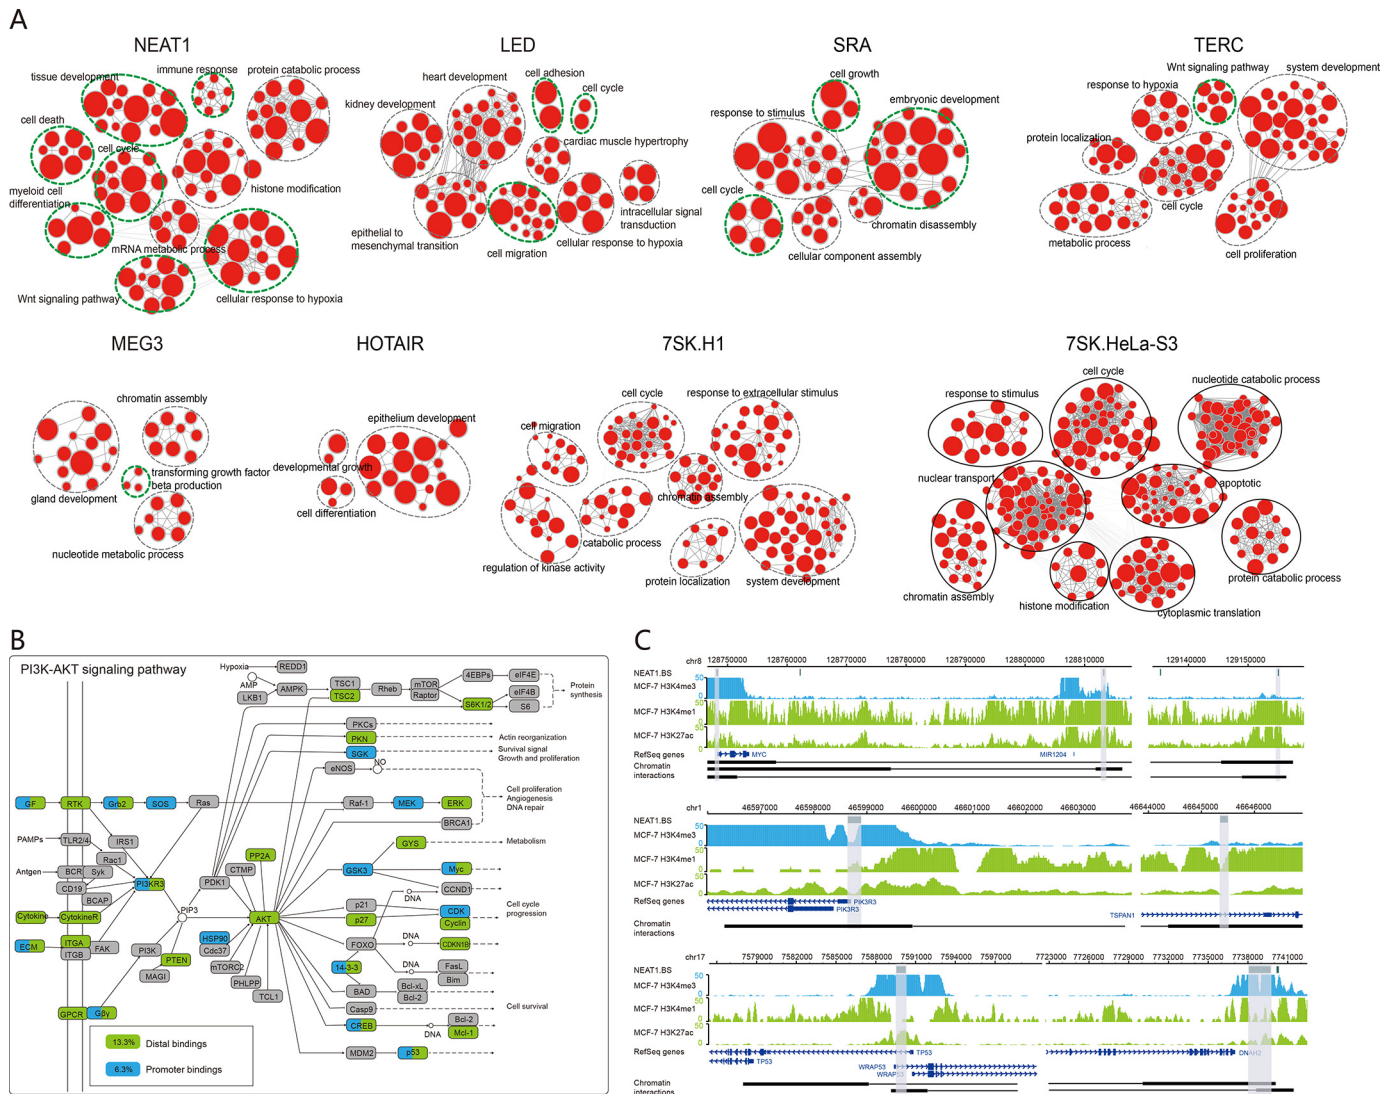 A
NEAT1
LED
SRA
TERC
tissue development
immune response
protein catabolic process
cell death
cell cycle
myeloid cell
differentiation
histone modification
mRNA metabolic process
Wnt signaling pathway
cellular response to hypoxia
heart development
cell adhesion
cell cycle
kidney development
cardiac muscle hypertrophy
epithelial to
mesenchymal transition
intracellular signal
transduction
cellular response to hypoxia
cell migration
cell growth
response to stimulus
embryonic development
cell cycle
chromatin disassembly
cellular component assembly
Wnt signaling pathway
system development
response to hypoxia
protein localization
cell cycle
metabolic process
cell proliferation
MEG3
HOTAIR
7SK.H1
7SK.HeLa-S3
chromatin assembly
transforming growth factor
beta production
gland development
nucleotide metabolic process
epithelium development
developmental growth
cell differentiation
cell cycle
response to extracellular stimulus
cell migration
chromatin assembly
catabolic process
regulation of kinase activity
protein localization
system development
cell cycle
nucleotide catabolic process
response to stimulus
nuclear transport
apoptotic
chromatin assembly
histone modification
cytoplasmic translation
protein catabolic process
B
PI3K-AKT signaling pathway
Hypoxia
REDD1
AMP
LKB1
AMPK
TSC1
TSC2
Rheb
mTOR
Raptor
4EBPs
eIF4E
eIF4B
S6K1/2
S6
Protein
synthesis
PKCs
PKN
Actin reorganization
SGK
Survival signal
Growth and proliferation
eNOS
NO
Cell proliferation
Angiogenesis
DNA repair
GF
RTK
Grb2
SOS
Ras
Raf-1
MEK
ERK
BRCA1
PAMPs
TLR2/4
IRS1
Rac1
GYS
Metabolism
PP2A
Antgen
BCR
Syk
CD19
BCAP
PI3KR3
PDK1
CTMP
GSK3
Myc
CCND1
DNA
Cytokine
CytokineR
PIP3
AKT
p21
p27
CDK
Cyclin
Cell cycle
progression
ECM
ITGA
ITGB
FAK
PI3K
PTEN
MAGI
HSP90
Cdc37
mTORC2
PHLPP
TCL1
FOXO
DNA
CDKN1B
14-3-3
DNA
FasL
Bim
BAD
Bcl-xL
Bcl-2
Casp9
Cell survival
GPCR
Gβγ
CREB
DNA
Bcl-2
Mcl-1
MDM2
p53
13.3%
Distal bindings
6.3%
Promoter bindings
C
chr8
128750000
128760000
128770000
128780000
128790000
128800000
128810000
129140000
129150000
NEAT1.BS
MCF-7 H3K4me3
50
0
MCF-7 H3K4me1
50
0
MCF-7 H3K27ac
50
0
RefSeq genes
MYC
MIR1204
Chromatin
interactions
chr1
46597000
46598000
46599000
46600000
46601000
46602000
46603000
46644000
46645000
46646000
NEAT1.BS
MCF-7 H3K4me3
50
0
MCF-7 H3K4me1
50
0
MCF-7 H3K27ac
50
0
RefSeq genes
PIK3R3
PIK3R3
TSPAN1
Chromatin
interactions
chr17
7579000
7582000
7585000
7588000
7591000
7594000
7597000
7723000
7726000
7729000
7732000
7735000
7738000
7741000
NEAT1.BS
MCF-7 H3K4me3
50
0
MCF-7 H3K4me1
50
0
MCF-7 H3K27ac
50
0
RefSeq genes
TP53
TP53
WRAP53
WRAP53
DNAH2
Chromatin
interactions